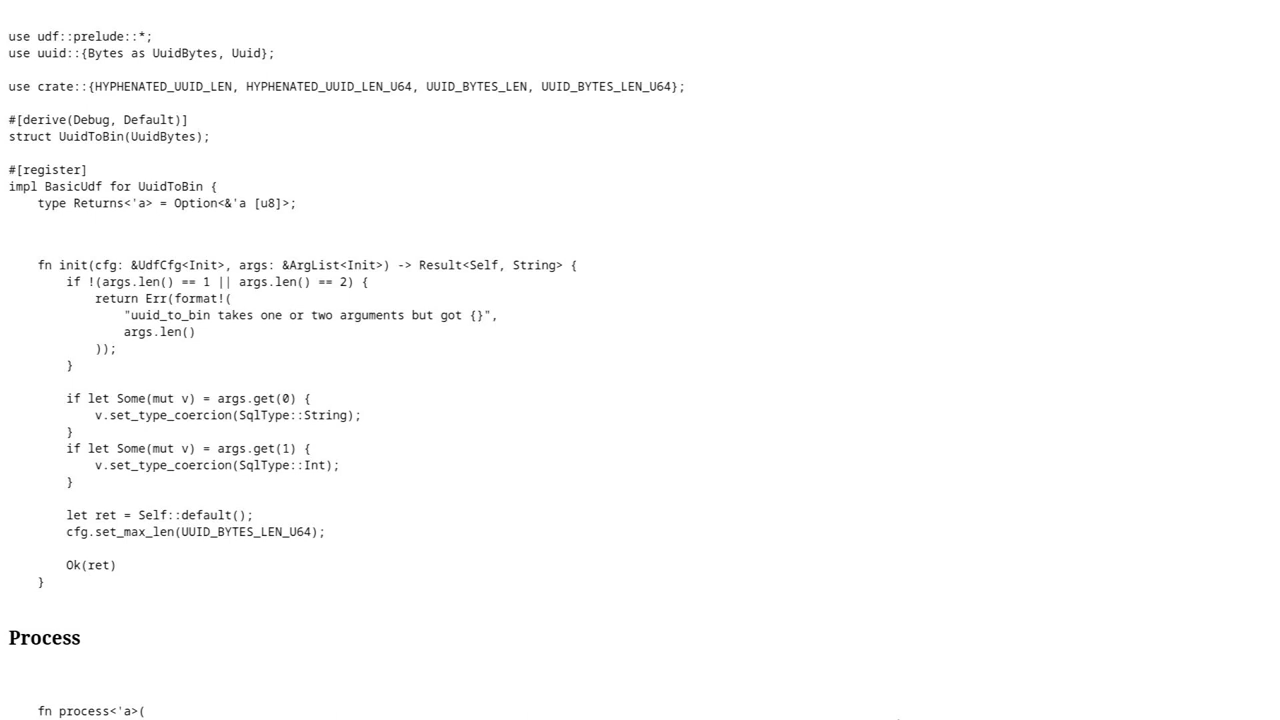 use udf::prelude::*;
use uuid::{Bytes as UuidBytes, Uuid};

use crate::{HYPHENATED_UUID_LEN, HYPHENATED_UUID_LEN_U64, UUID_BYTES_LEN, UUID_BYTES_LEN_U64};

#[derive(Debug, Default)]
struct UuidToBin(UuidBytes);

#[register]
impl BasicUdf for UuidToBin {
    type Returns<'a> = Option<&'a [u8]>;

    fn init(cfg: &UdfCfg<Init>, args: &ArgList<Init>) -> Result<Self, String> {
        if !(args.len() == 1 || args.len() == 2) {
            return Err(format!(
                "uuid_to_bin takes one or two arguments but got {}",
                args.len()
            ));
        }

        if let Some(mut v) = args.get(0) {
            v.set_type_coercion(SqlType::String);
        }
        if let Some(mut v) = args.get(1) {
            v.set_type_coercion(SqlType::Int);
        }

        let ret = Self::default();
        cfg.set_max_len(UUID_BYTES_LEN_U64);

        Ok(ret)
    }

Process

    fn process<'a>(